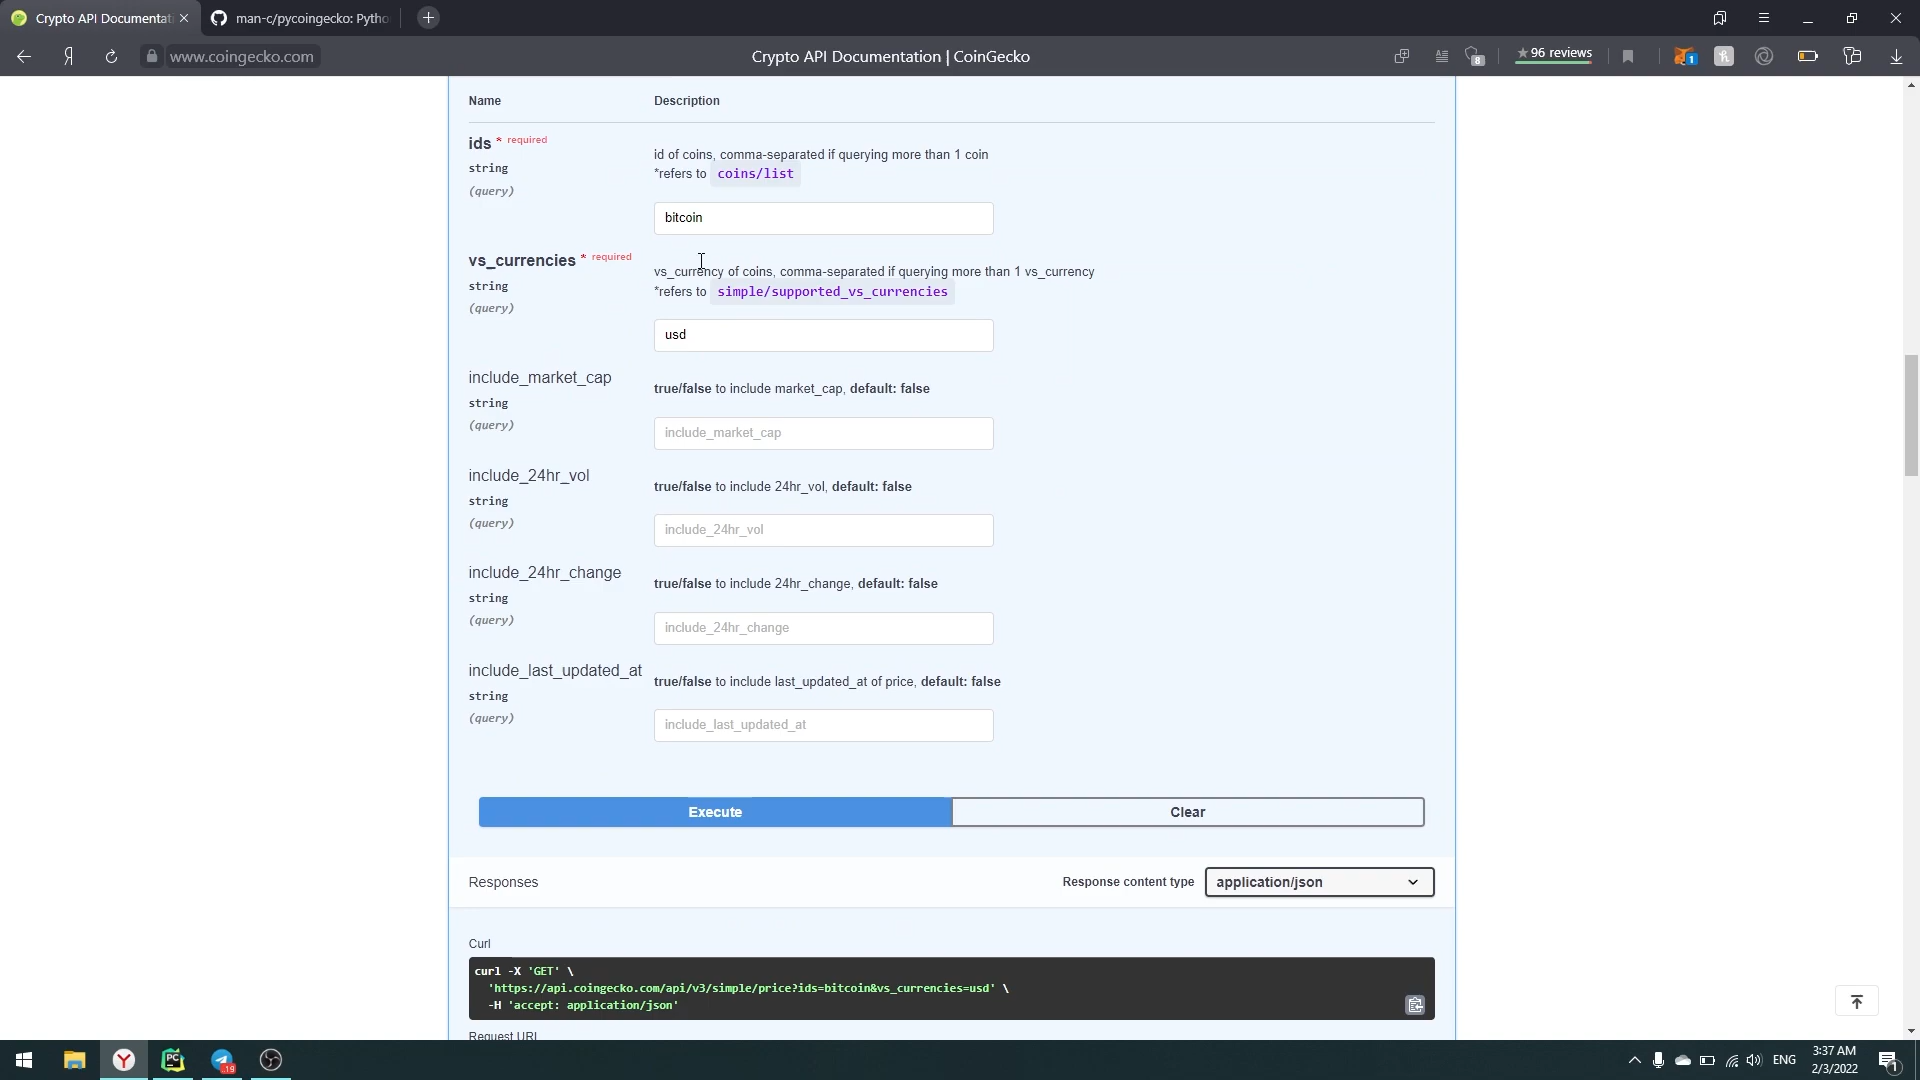 Crypto API Documentat
man-c/pycoingecko: Pytho
www.coingecko.com
Crypto API Documentation | CoinGecko
8
★ 96 reviews
1
Name Description
ids * required
string
(query)
id of coins, comma-separated if querying more than 1 coin
*refers to coins/list
bitcoin
vs_currencies * required
string
(query)
vs_currency of coins, comma-separated if querying more than 1 vs_currency
*refers to simple/supported_vs_currencies
usd
include_market_cap
string
(query)
true/false to include market_cap, default: false
include_market_cap
include_24hr_vol
string
(query)
true/false to include 24hr_vol, default: false
include_24hr_vol
include_24hr_change
string
(query)
true/false to include 24hr_change, default: false
include_24hr_change
include_last_updated_at
string
(query)
true/false to include last_updated_at of price, default: false
include_last_updated_at
Execute Clear
Responses Response content type application/json
Curl
curl -X 'GET' \
'https://api.coingecko.com/api/v3/simple/price?ids=bitcoin&vs_currencies=usd' \
-H 'accept: application/json'
Request URL
Y
PC
19
ENG
3:37 AM
2/3/2022
1